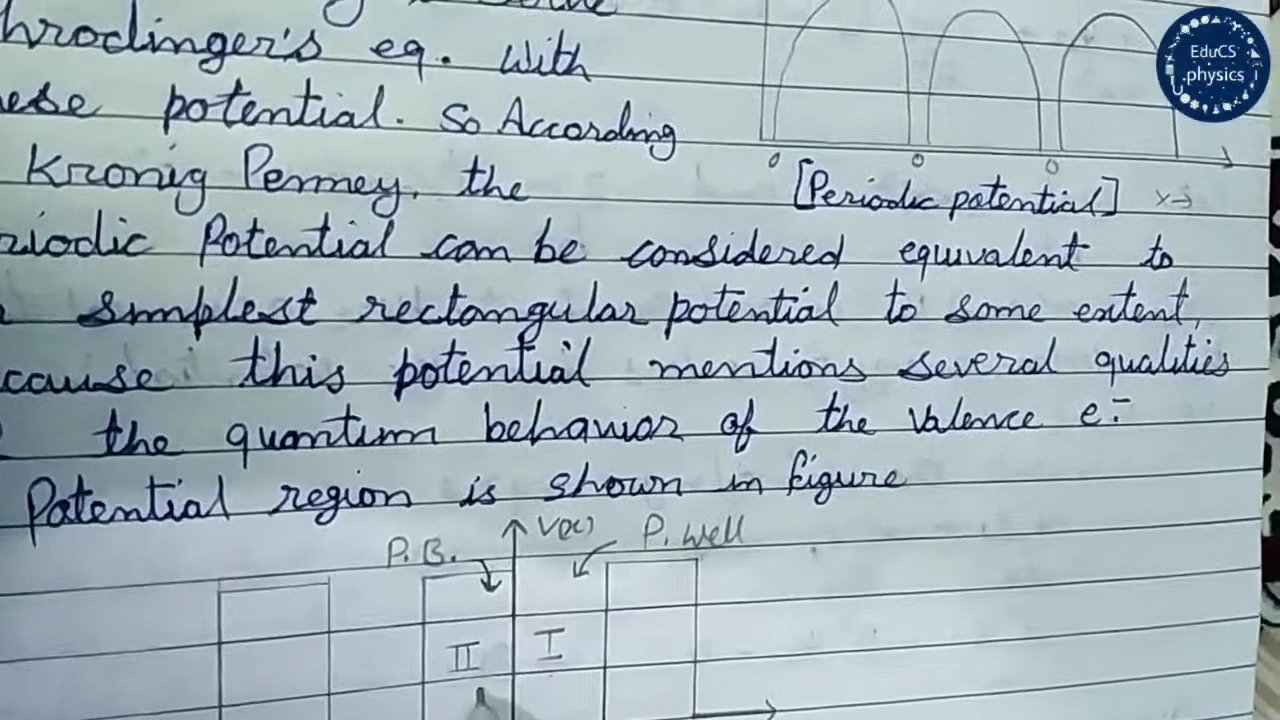 hrodinger's eq. With
potential. So According
Kronig Penney, the
riodic Potential can be considered equivalent to
simplest rectangular potential to some extent,
cause this potential mentions several qualities
the quantum behavior of the Valence e-
Potential region is shown in figure
[Periodic potential] x→
EduCS
.physics
V(x)
P.B.
P. Well
II
I